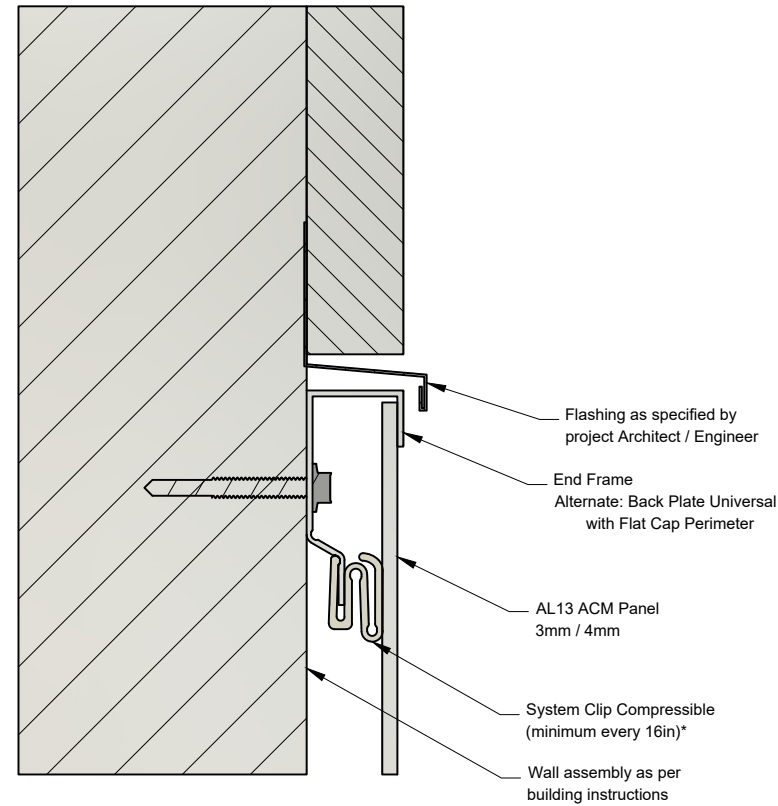 Flashing as specified by
project Architect / Engineer
End Frame
Alternate: Back Plate Universal
with Flat Cap Perimeter
AL13 ACM Panel
3mm / 4mm
System Clip Compressible
(minimum every 16in)*
Wall assembly as per
building instructions